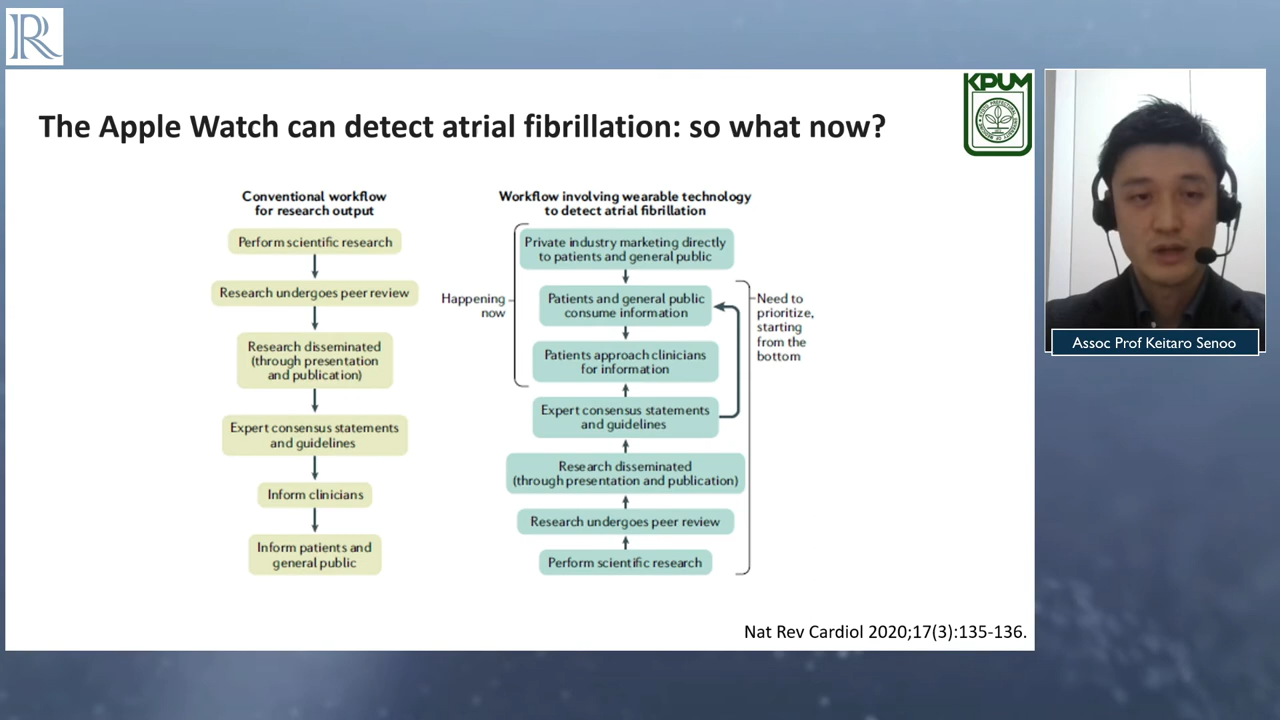 R
KPUM
The Apple Watch can detect atrial fibrillation: so what now?
Conventional workflow
for research output
Perform scientific research
Research undergoes peer review
Research disseminated
(through presentation
and publication)
Expert consensus statements
and guidelines
Inform clinicians
Inform patients and
general public
Workflow involving wearable technology
to detect atrial fibrillation
Private industry marketing directly
to patients and general public
Patients and general public
consume information
Patients approach clinicians
for information
Expert consensus statements
and guidelines
Research disseminated
(through presentation and publication)
Research undergoes peer review
Perform scientific research
Happening
now
Need to
prioritize,
starting
from the
bottom
Nat Rev Cardiol 2020;17(3):135-136.
Assoc Prof Keitaro Senoo